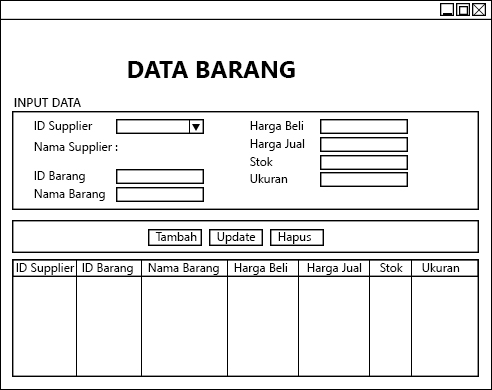 DATA BARANG
INPUT DATA
ID Supplier
Nama Supplier :
ID Barang
Nama Barang
Harga Beli
Harga Jual
Stok
Ukuran
Tambah Update Hapus
ID Supplier ID Barang Nama Barang Harga Beli Harga Jual Stok Ukuran